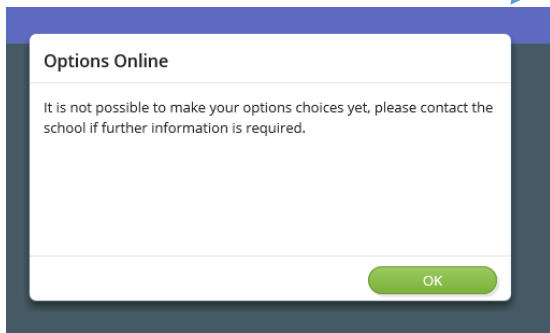 Options Online
It is not possible to make your options choices yet, please contact the
school if further information is required.
OK